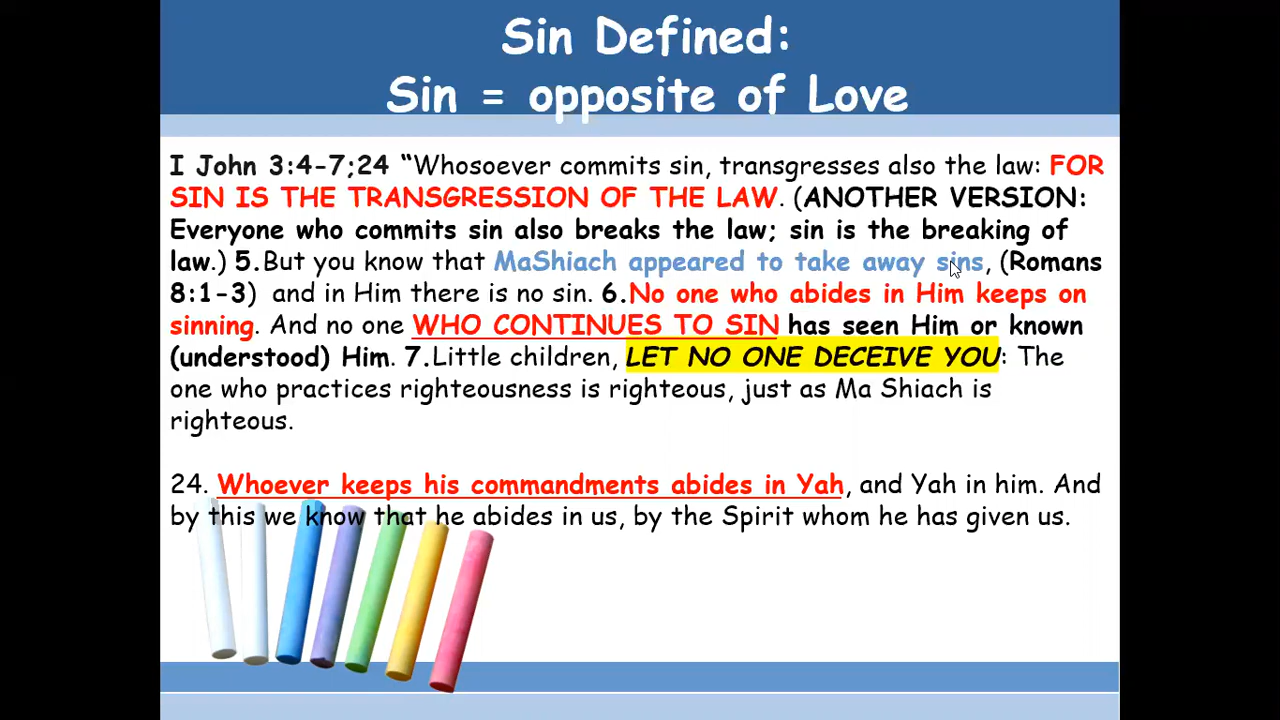 Sin Defined:
Sin = opposite of Love
I John 3:4-7;24 “Whosoever commits sin, transgresses also the law: FOR
SIN IS THE TRANSGRESSION OF THE LAW. (ANOTHER VERSION:
Everyone who commits sin also breaks the law; sin is the breaking of
law.) 5.But you know that MaShiach appeared to take away sins, (Romans
8:1-3)  and in Him there is no sin. 6.No one who abides in Him keeps on
sinning. And no one WHO CONTINUES TO SIN has seen Him or known
(understood) Him. 7.Little children, LET NO ONE DECEIVE YOU: The
one who practices righteousness is righteous, just as Ma Shiach is
righteous.
24. Whoever keeps his commandments abides in Yah, and Yah in him. And
by this we know that he abides in us, by the Spirit whom he has given us.